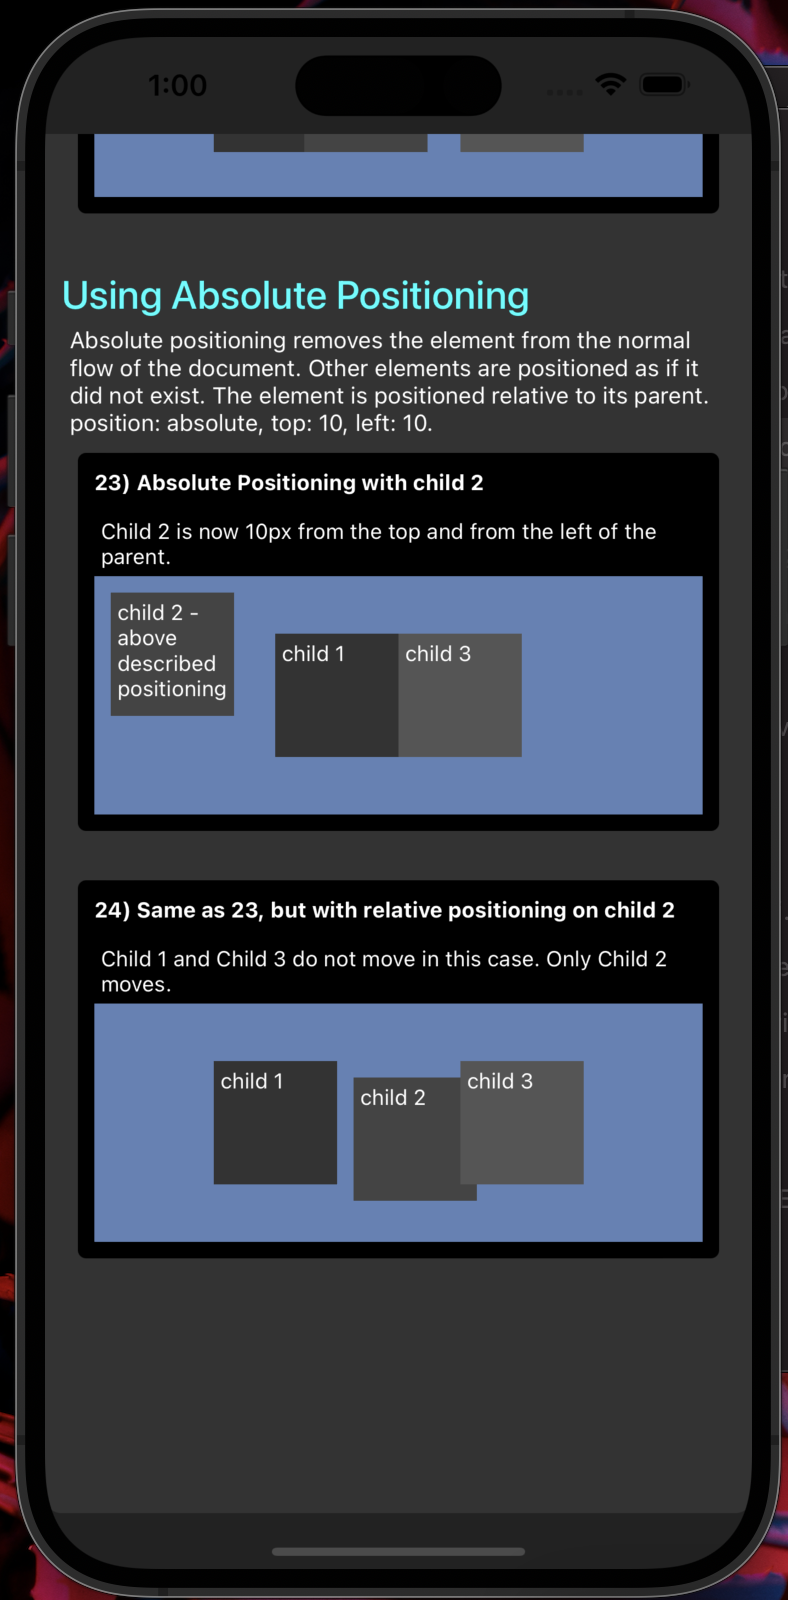 1:00
Using Absolute Positioning
Absolute positioning removes the element from the normal
flow of the document. Other elements are positioned as if it
did not exist. The element is positioned relative to its parent.
position: absolute, top: 10, left: 10.
23) Absolute Positioning with child 2
Child 2 is now 10px from the top and from the left of the
parent.
child 2 -
above
described
positioning
child 1
child 3
24) Same as 23, but with relative positioning on child 2
Child 1 and Child 3 do not move in this case. Only Child 2
moves.
child 1
child 2
child 3